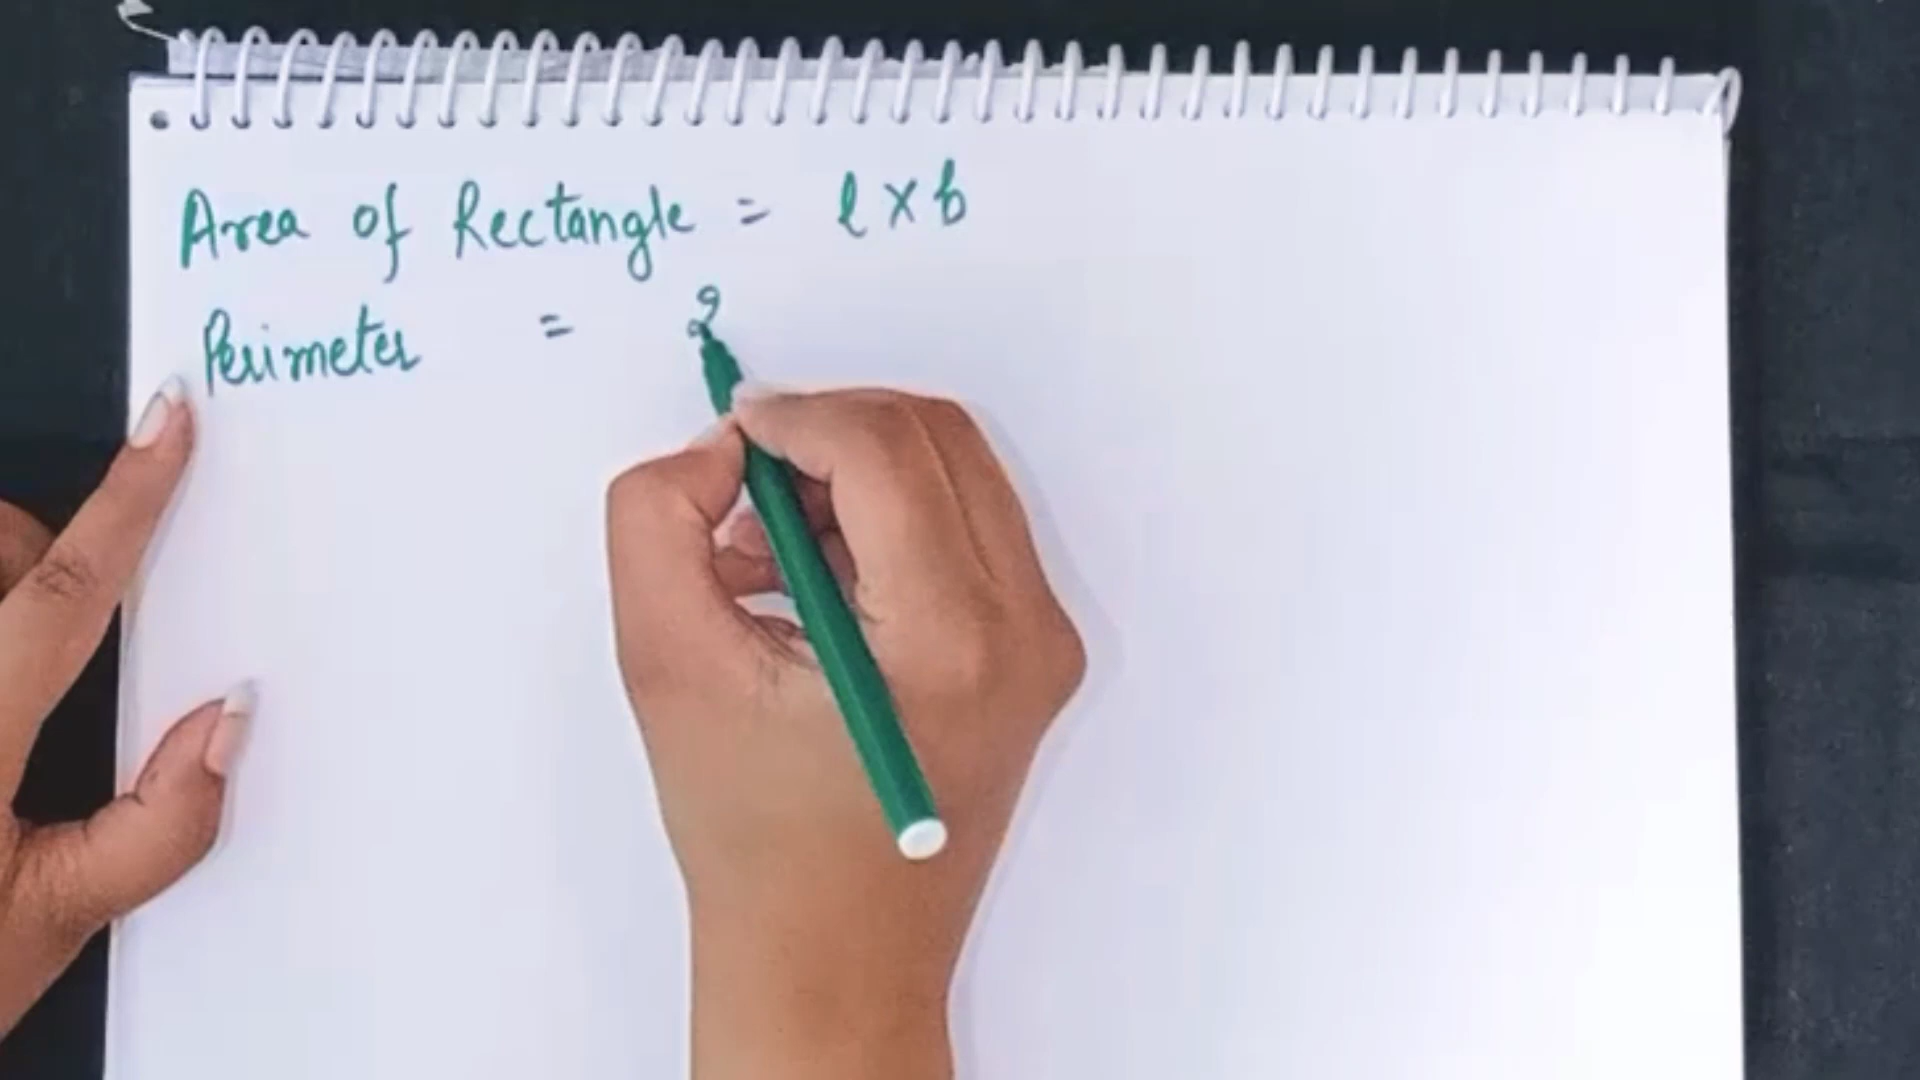 Area of Rectangle = l × b
Perimeter = 2